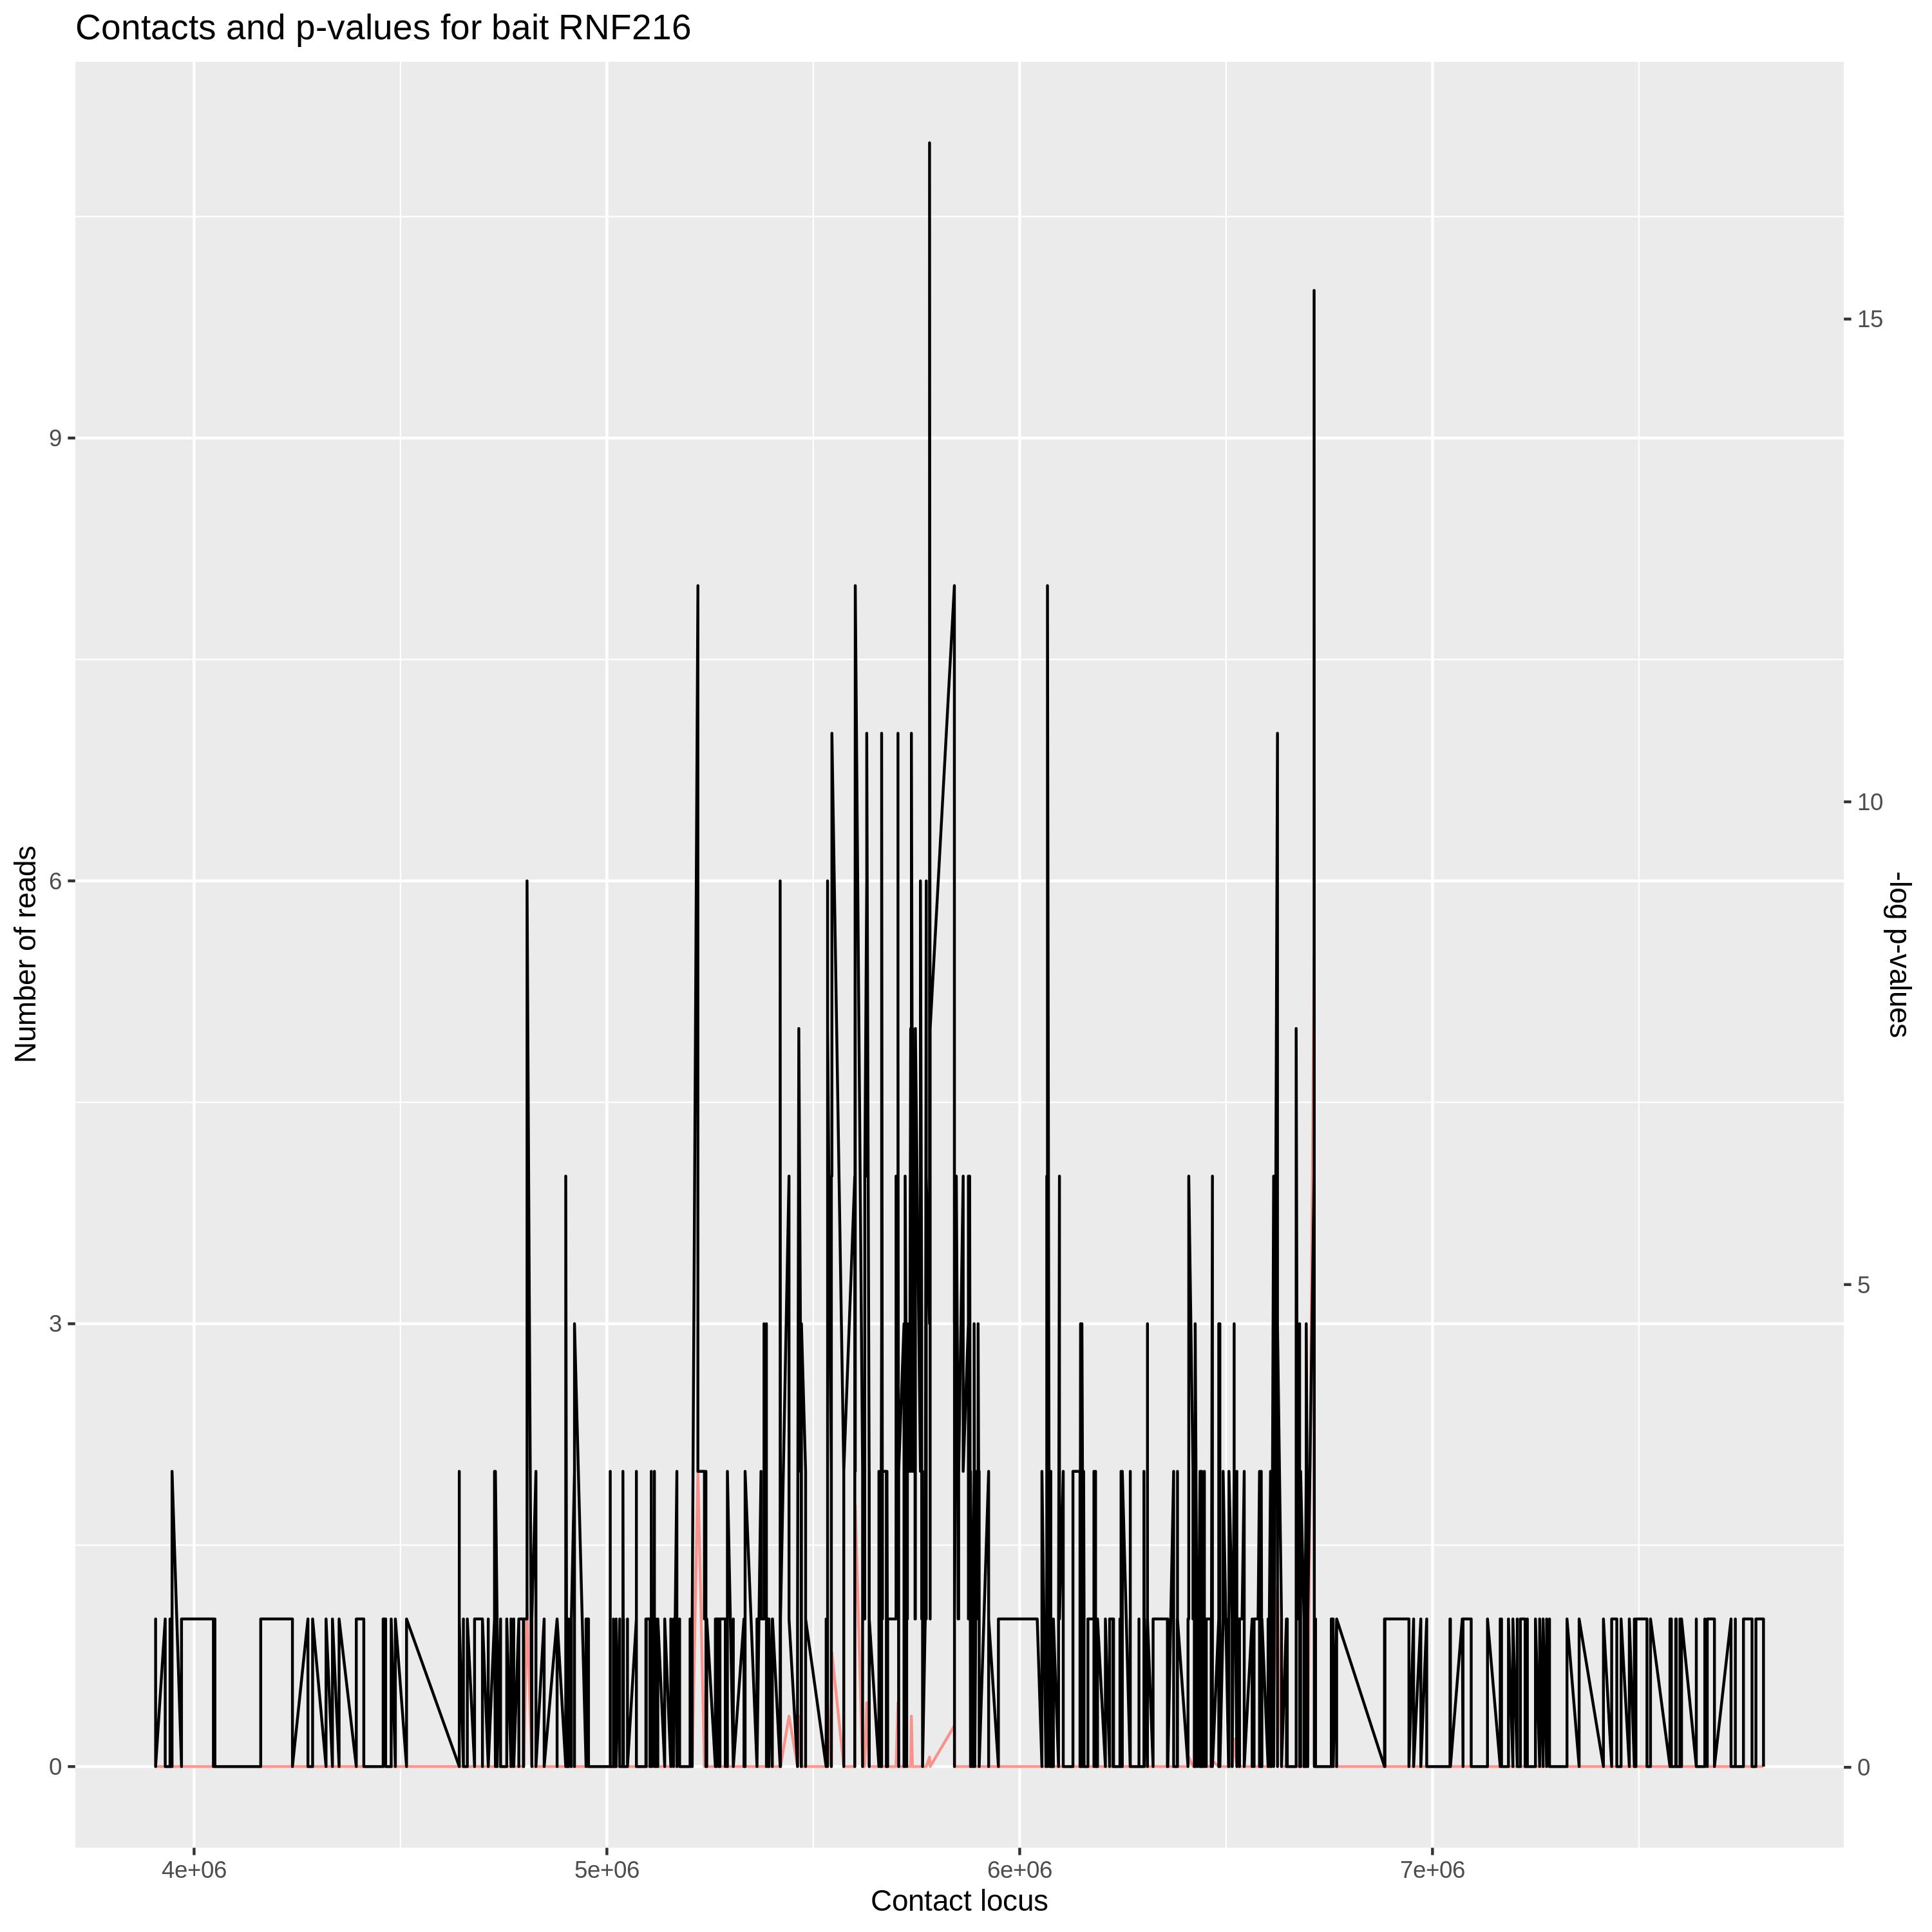 Contacts and p-values for bait RNF216
Number of reads
9
6
3
0
15
10
5
0
-log p-values
4e+06 5e+06 6e+06 7e+06
Contact locus